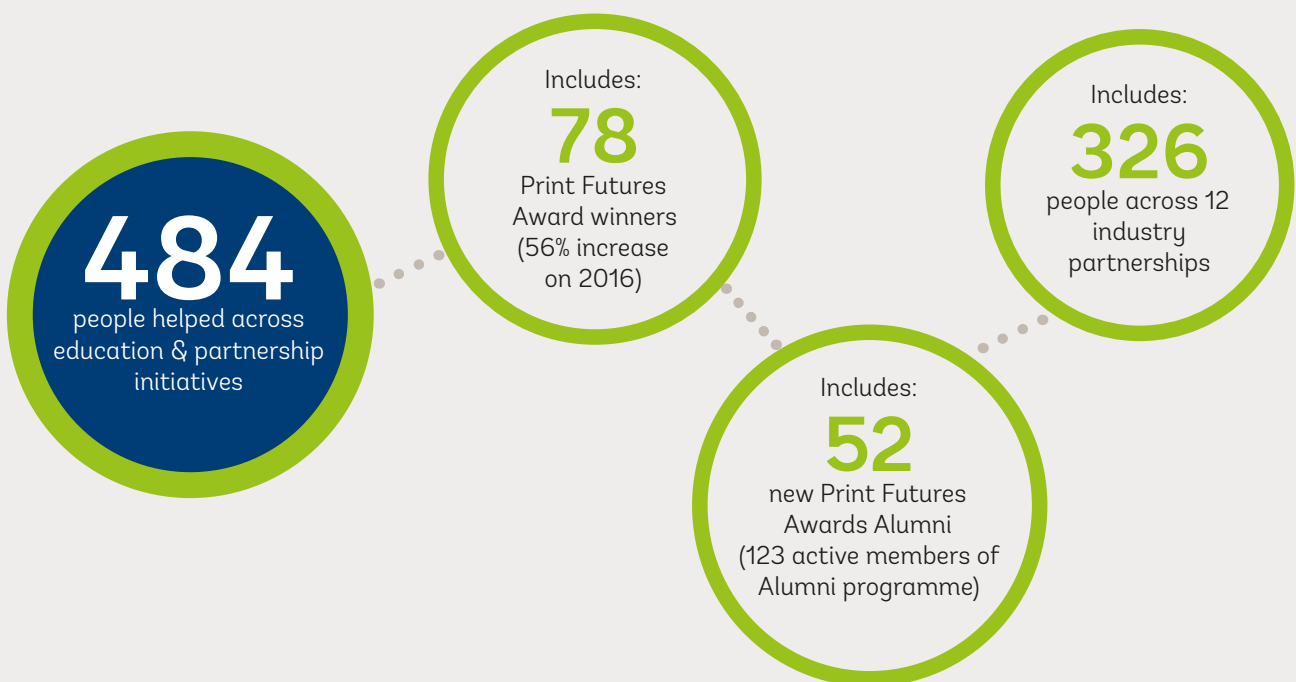 484
people helped across
education & partnership
initiatives
Includes:
78
Print Futures
Award winners
(56% increase
on 2016)
Includes:
52
new Print Futures
Awards Alumni
(123 active members of
Alumni programme)
Includes:
326
people across 12
industry
partnerships